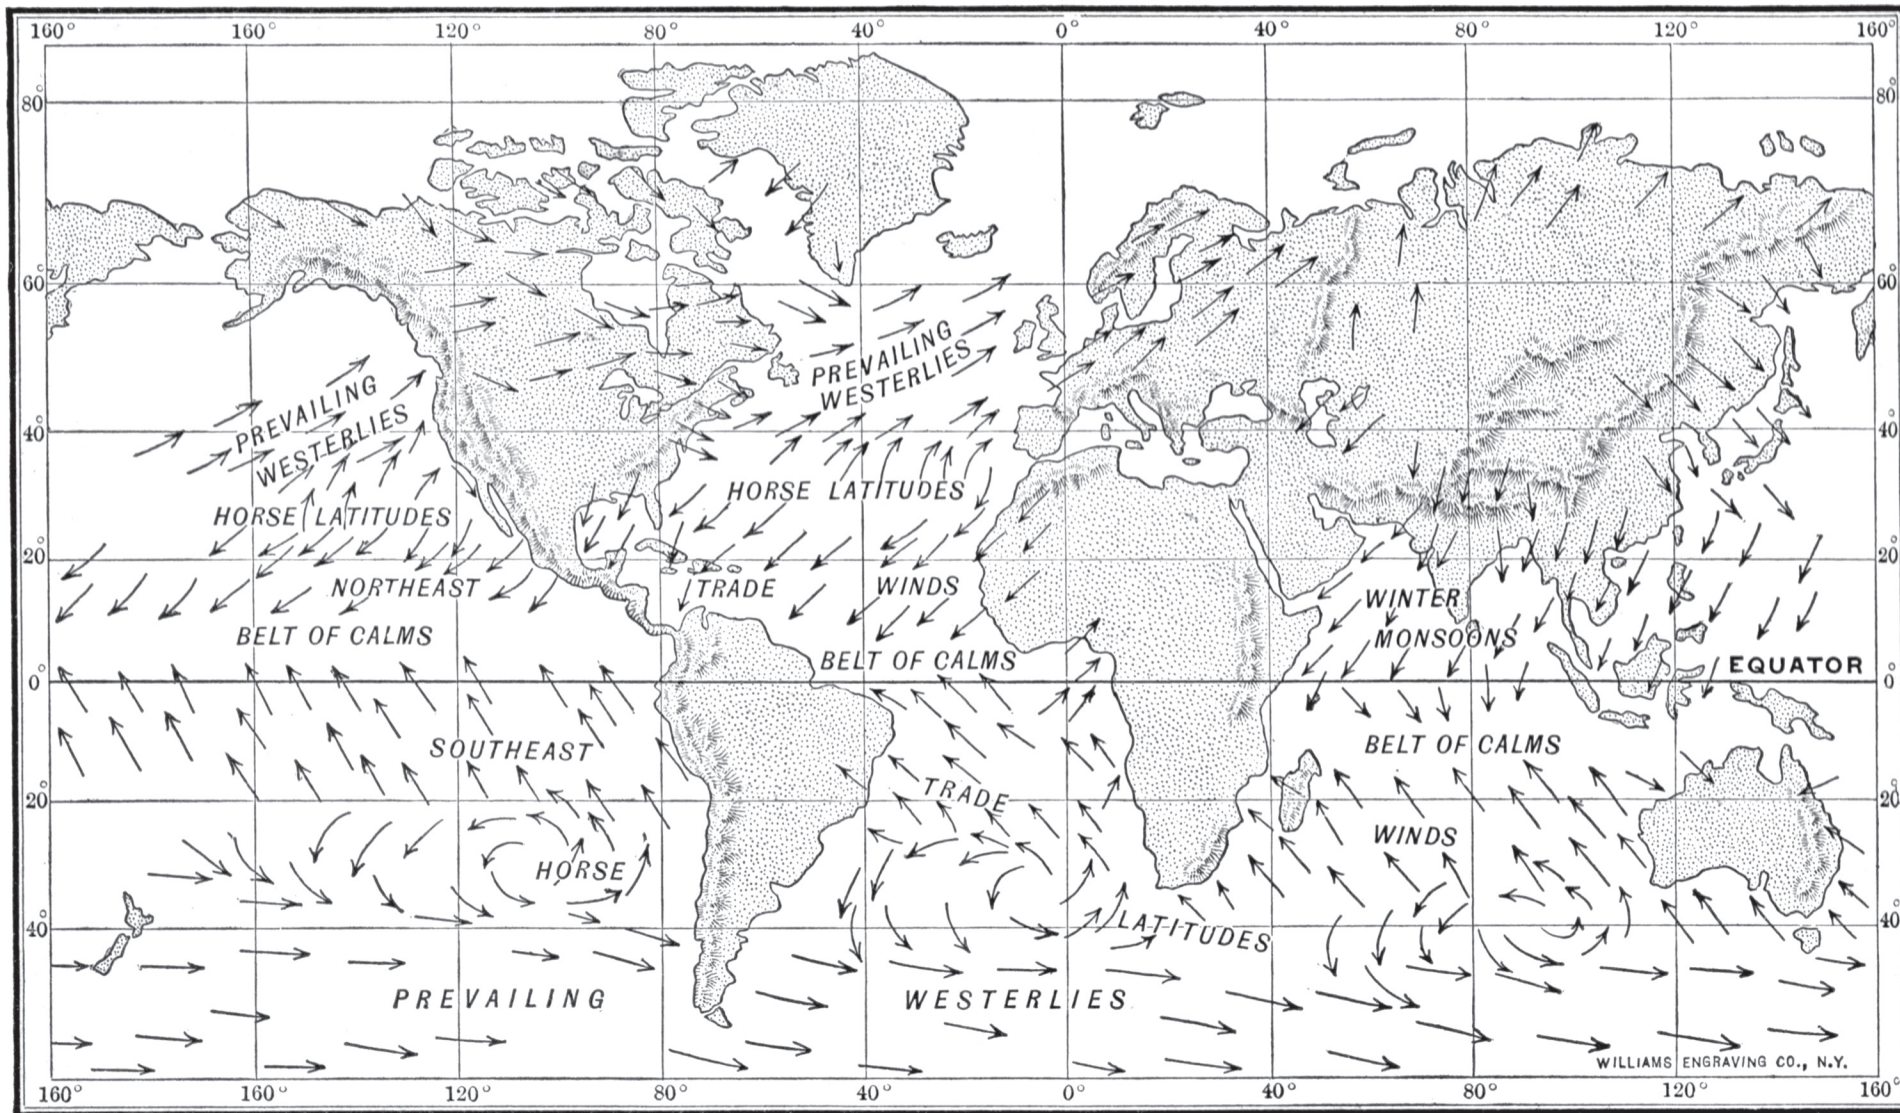 160° 160° 120° 80° 40° 0° 40° 80° 120° 160°
80° 80°
60° 60°
PREVAILING
WESTERLIES
PREVAILING
WESTERLIES
40° 40°
HORSE LATITUDES
HORSE LATITUDES
20° 20°
NORTHEAST TRADE WINDS
WINTER
MONSOONS
BELT OF CALMS
BELT OF CALMS
EQUATOR
0° 0°
BELT OF CALMS
SOUTHEAST TRADE WINDS
20° 20°
HORSE LATITUDES
40° 40°
PREVAILING WESTERLIES
WILLIAMS ENGRAVING CO., N.Y.
160° 160° 120° 80° 40° 0° 40° 80° 120° 160°